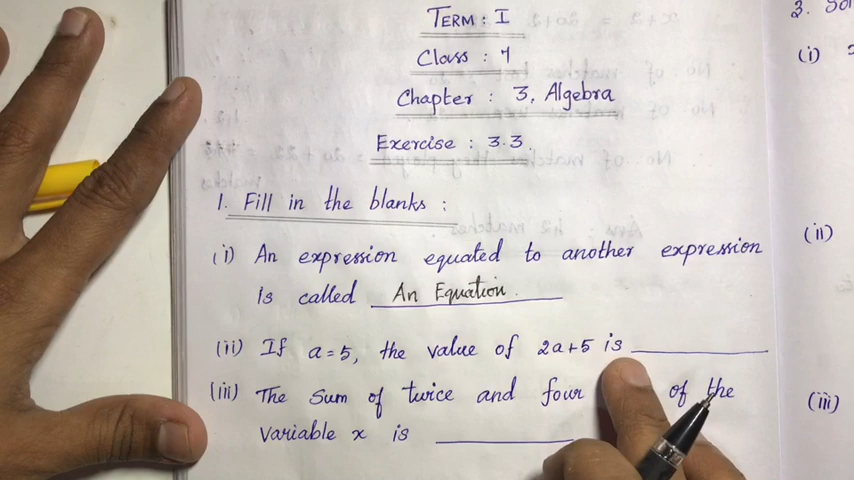 TERM : I
Class : 7
Chapter : 3, Algebra
Exercise : 3.3.
1. Fill in the blanks :
(i) An expression equated to another expression
is called An Equation.
(ii) If a = 5, the value of 2a+5 is
(iii) The Sum of twice and four of the
Variable x is
2.
(i)
(ii)
(iii)